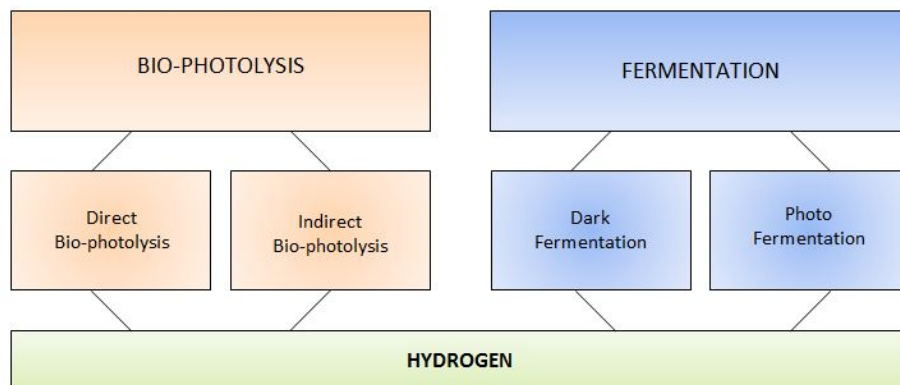 BIO-PHOTOLYSIS
FERMENTATION
Direct
Bio-photolysis
Indirect
Bio-photolysis
Dark
Fermentation
Photo
Fermentation
HYDROGEN